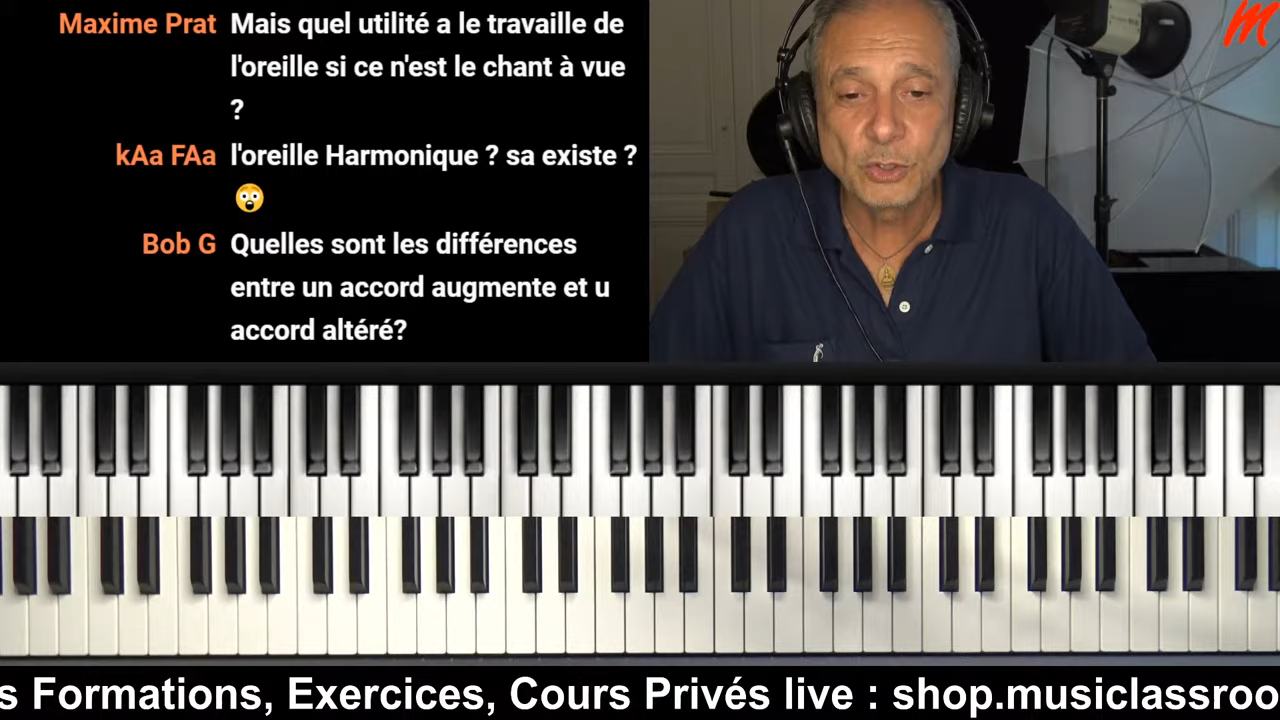 Maxime Prat Mais quel utilité a le travaille de
l'oreille si ce n'est le chant à vue
?
kAa FAa l'oreille Harmonique ? sa existe ?
😲
Bob G Quelles sont les différences
entre un accord augmente et u
accord altéré?
s Formations, Exercices, Cours Privés live : shop.musiclassroo